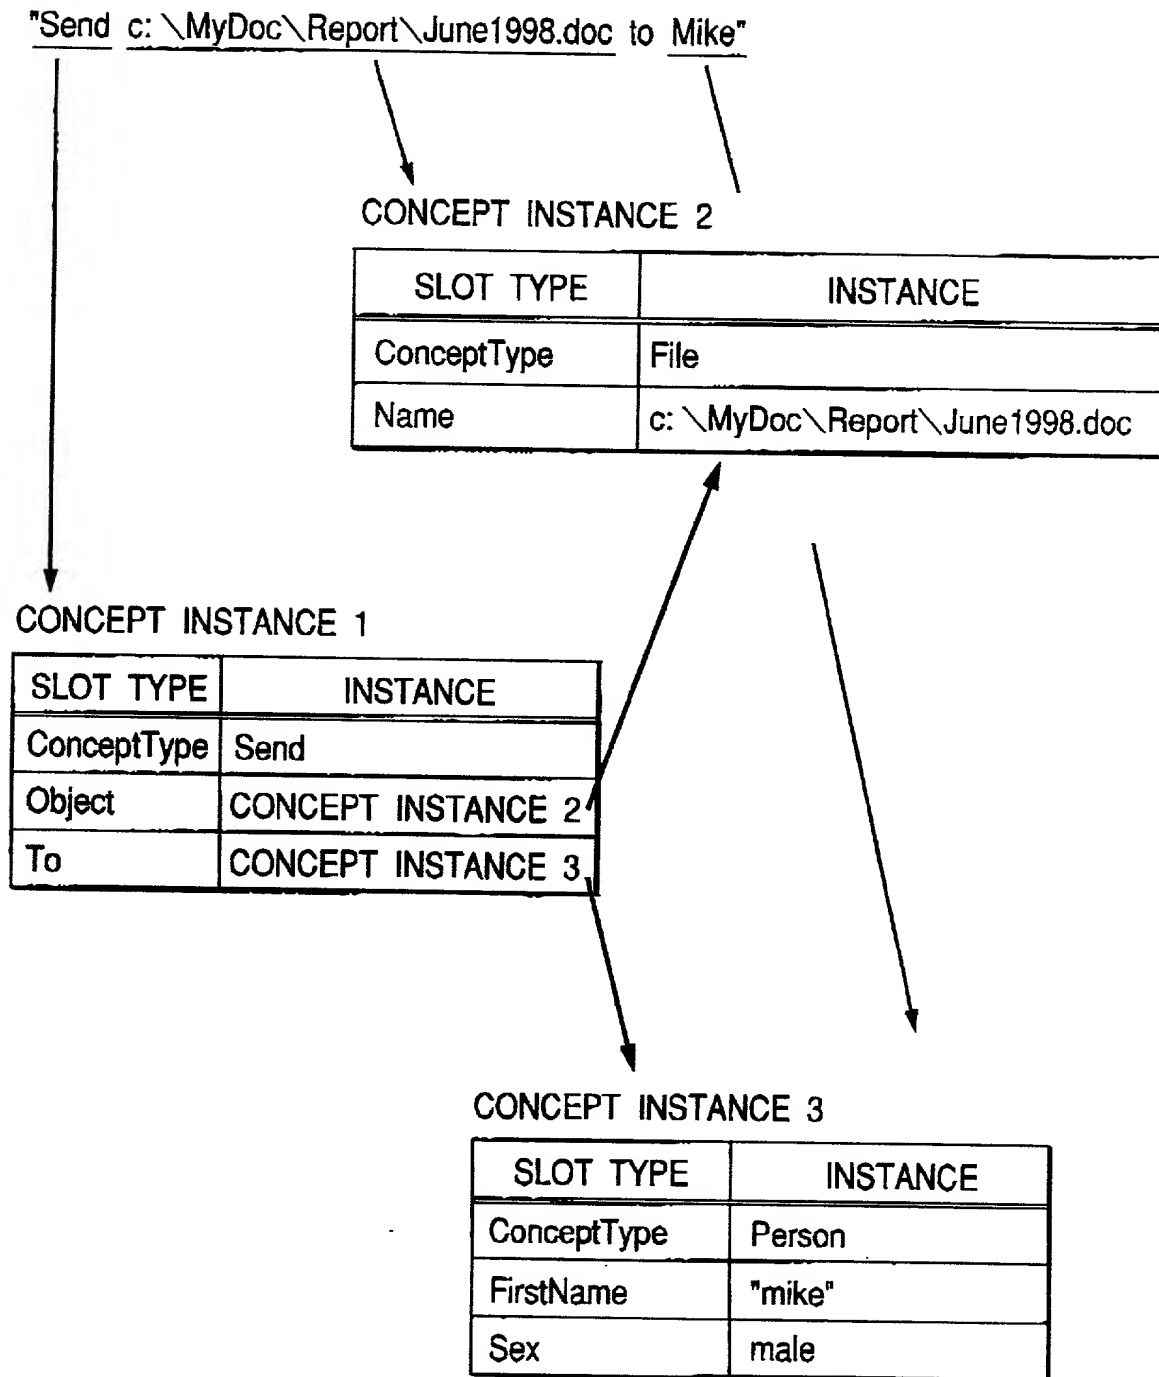 "Send c: \MyDoc\Report\June1998.doc to Mike"
CONCEPT INSTANCE 2
SLOT TYPE INSTANCE
ConceptType File
Name c: \MyDoc\Report\June1998.doc
CONCEPT INSTANCE 1
SLOT TYPE INSTANCE
ConceptType Send
Object CONCEPT INSTANCE 2
To CONCEPT INSTANCE 3
CONCEPT INSTANCE 3
SLOT TYPE INSTANCE
ConceptType Person
FirstName "mike"
Sex male